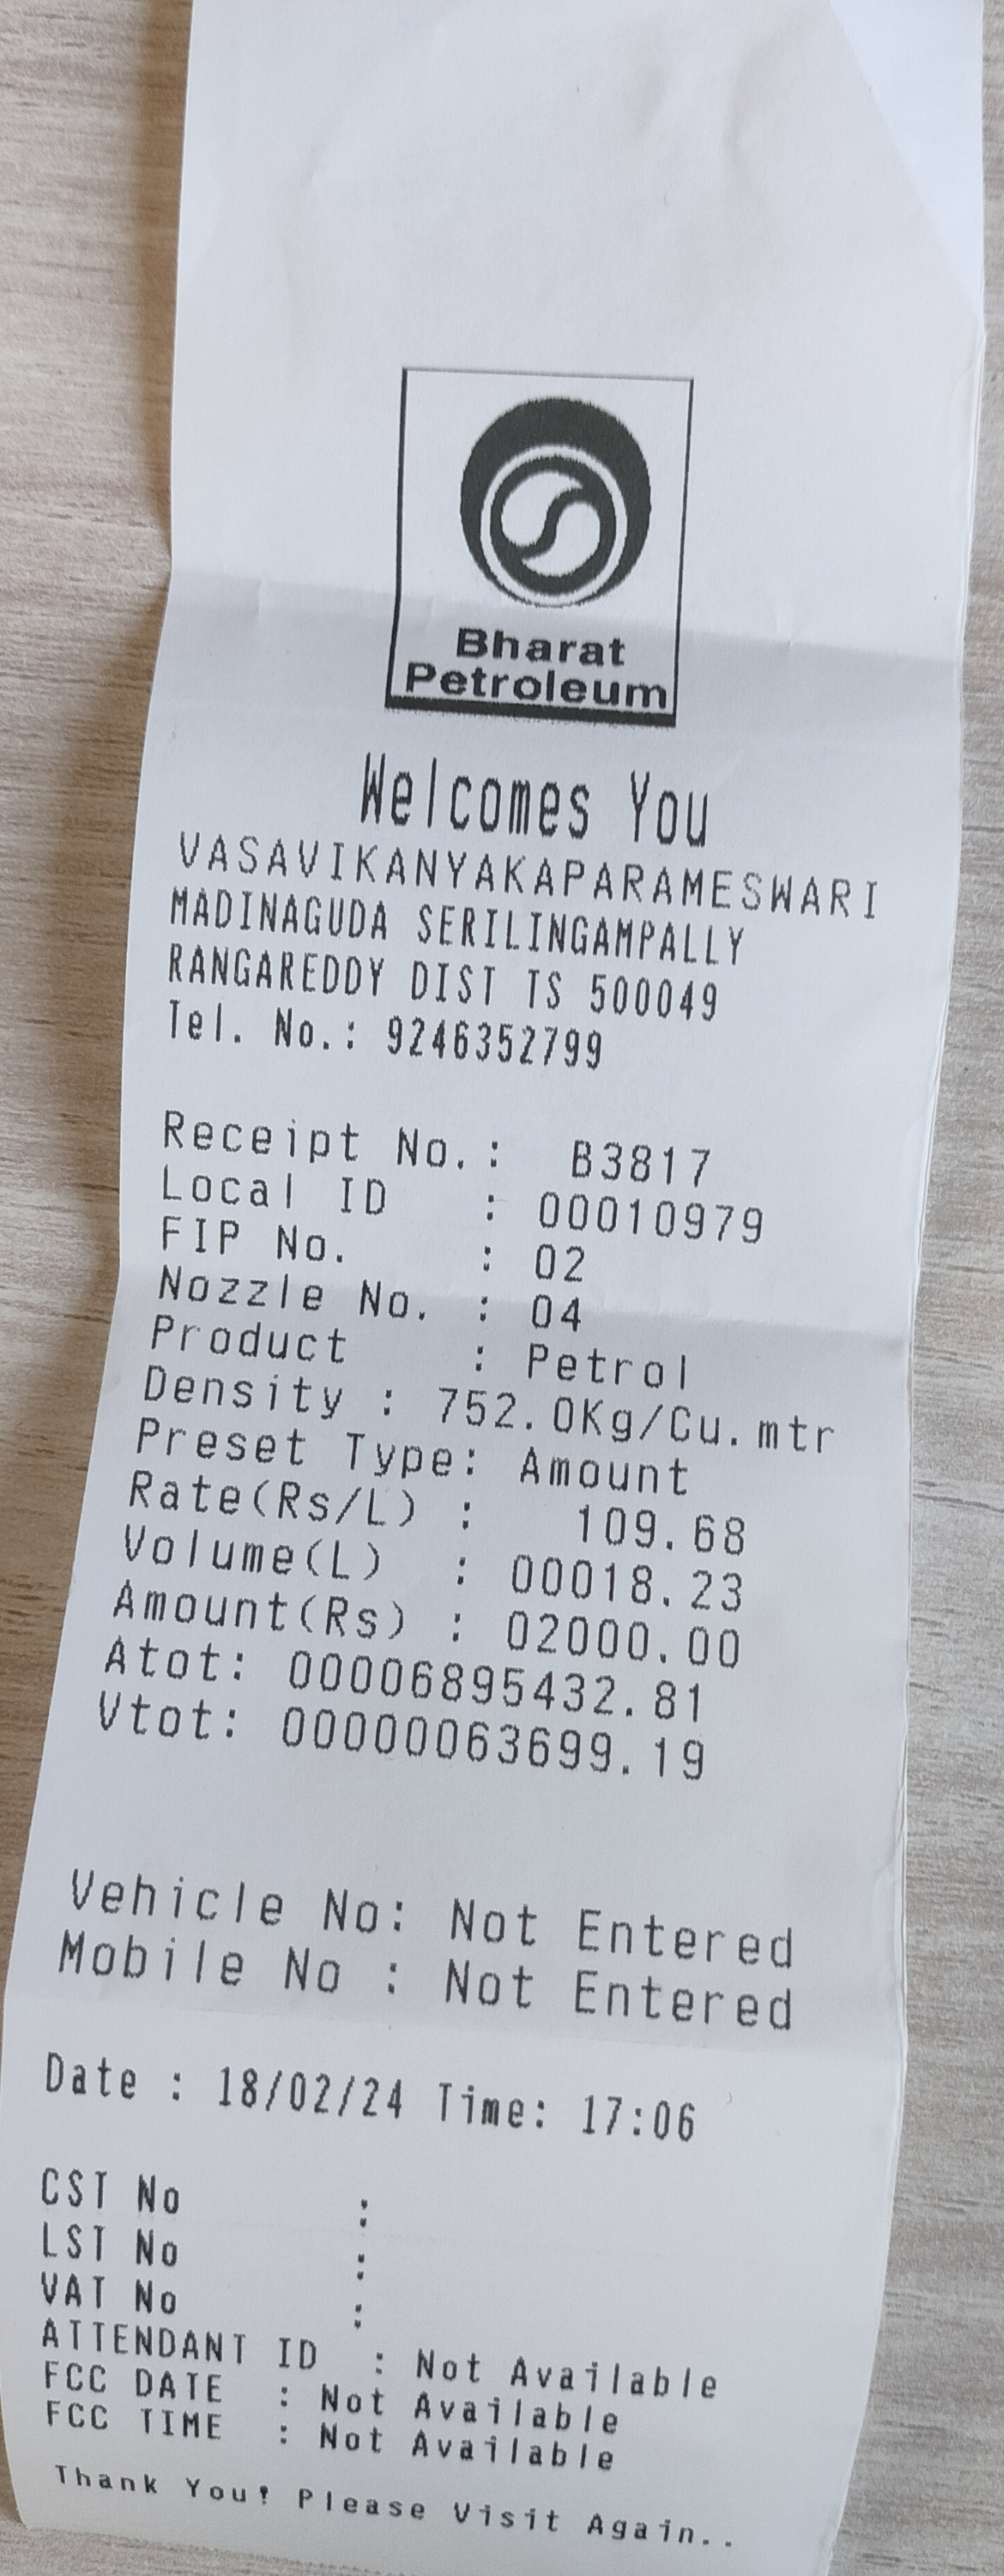 Bharat
Petroleum
Welcomes You
VASAVIKANYAKAPARAMESWARI
MADINAGUDA SERILINGAMPALLY
RANGAREDDY DIST TS 500049
Tel. No.: 9246352799
Receipt No.: B3817
Local ID : 00010979
FIP No. : 02
Nozzle No. : 04
Product : Petrol
Density : 752.0Kg/Cu.mtr
Preset Type: Amount
Rate(Rs/L) : 109.68
Volume(L) : 00018.23
Amount(Rs) : 02000.00
Atot: 00006895432.81
Vtot: 00000063699.19
Vehicle No: Not Entered
Mobile No : Not Entered
Date : 18/02/24 Time: 17:06
CST No :
LST No :
VAT No :
ATTENDANT ID : Not Available
FCC DATE : Not Available
FCC TIME : Not Available
Thank You! Please Visit Again..